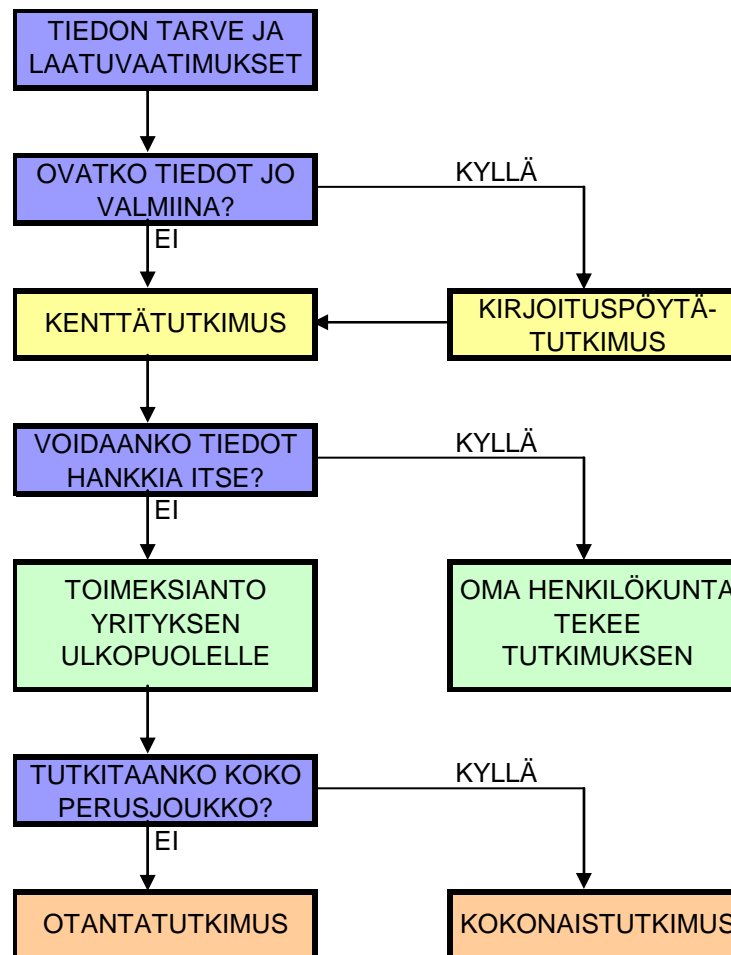 TIEDON TARVE JA
LAATUVAATIMUKSET
OVATKO TIEDOT JO
VALMIINA?
KYLLÄ
EI
KENTTÄTUTKIMUS
KIRJOITUSPÖYTÄ-
TUTKIMUS
VOIDAANKO TIEDOT
HANKKIA ITSE?
KYLLÄ
EI
TOIMEKSIANTO
YRITYKSEN
ULKOPUOLELLE
OMA HENKILÖKUNTA
TEKEE
TUTKIMUKSEN
TUTKITAANKO KOKO
PERUSJOUKKO?
KYLLÄ
EI
OTANTATUTKIMUS
KOKONAISTUTKIMUS